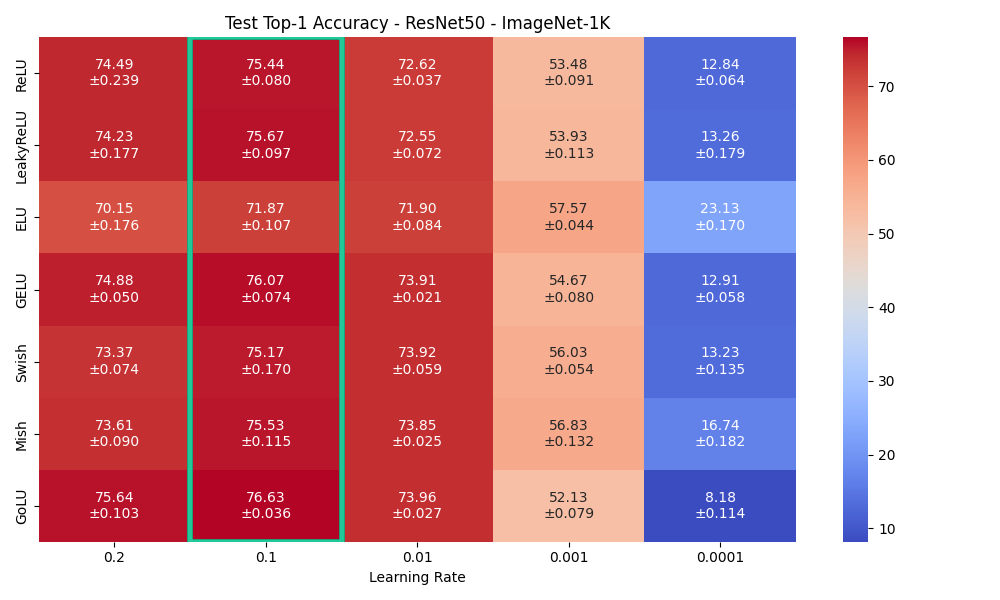 Test Top-1 Accuracy - ResNet50 - ImageNet-1K
ReLU
74.49 75.44 72.62 53.48 12.84
±0.239 ±0.080 ±0.037 ±0.091 ±0.064
LeakyReLU
74.23 75.67 72.55 53.93 13.26
±0.177 ±0.097 ±0.072 ±0.113 ±0.179
ELU
70.15 71.87 71.90 57.57 23.13
±0.176 ±0.107 ±0.084 ±0.044 ±0.170
GELU
74.88 76.07 73.91 54.67 12.91
±0.050 ±0.074 ±0.021 ±0.080 ±0.058
Swish
73.37 75.17 73.92 56.03 13.23
±0.074 ±0.170 ±0.059 ±0.054 ±0.135
Mish
73.61 75.53 73.85 56.83 16.74
±0.090 ±0.115 ±0.025 ±0.132 ±0.182
GoLU
75.64 76.63 73.96 52.13 8.18
±0.103 ±0.036 ±0.027 ±0.079 ±0.114
0.2 0.1 0.01 0.001 0.0001
Learning Rate
70
60
50
40
30
20
10